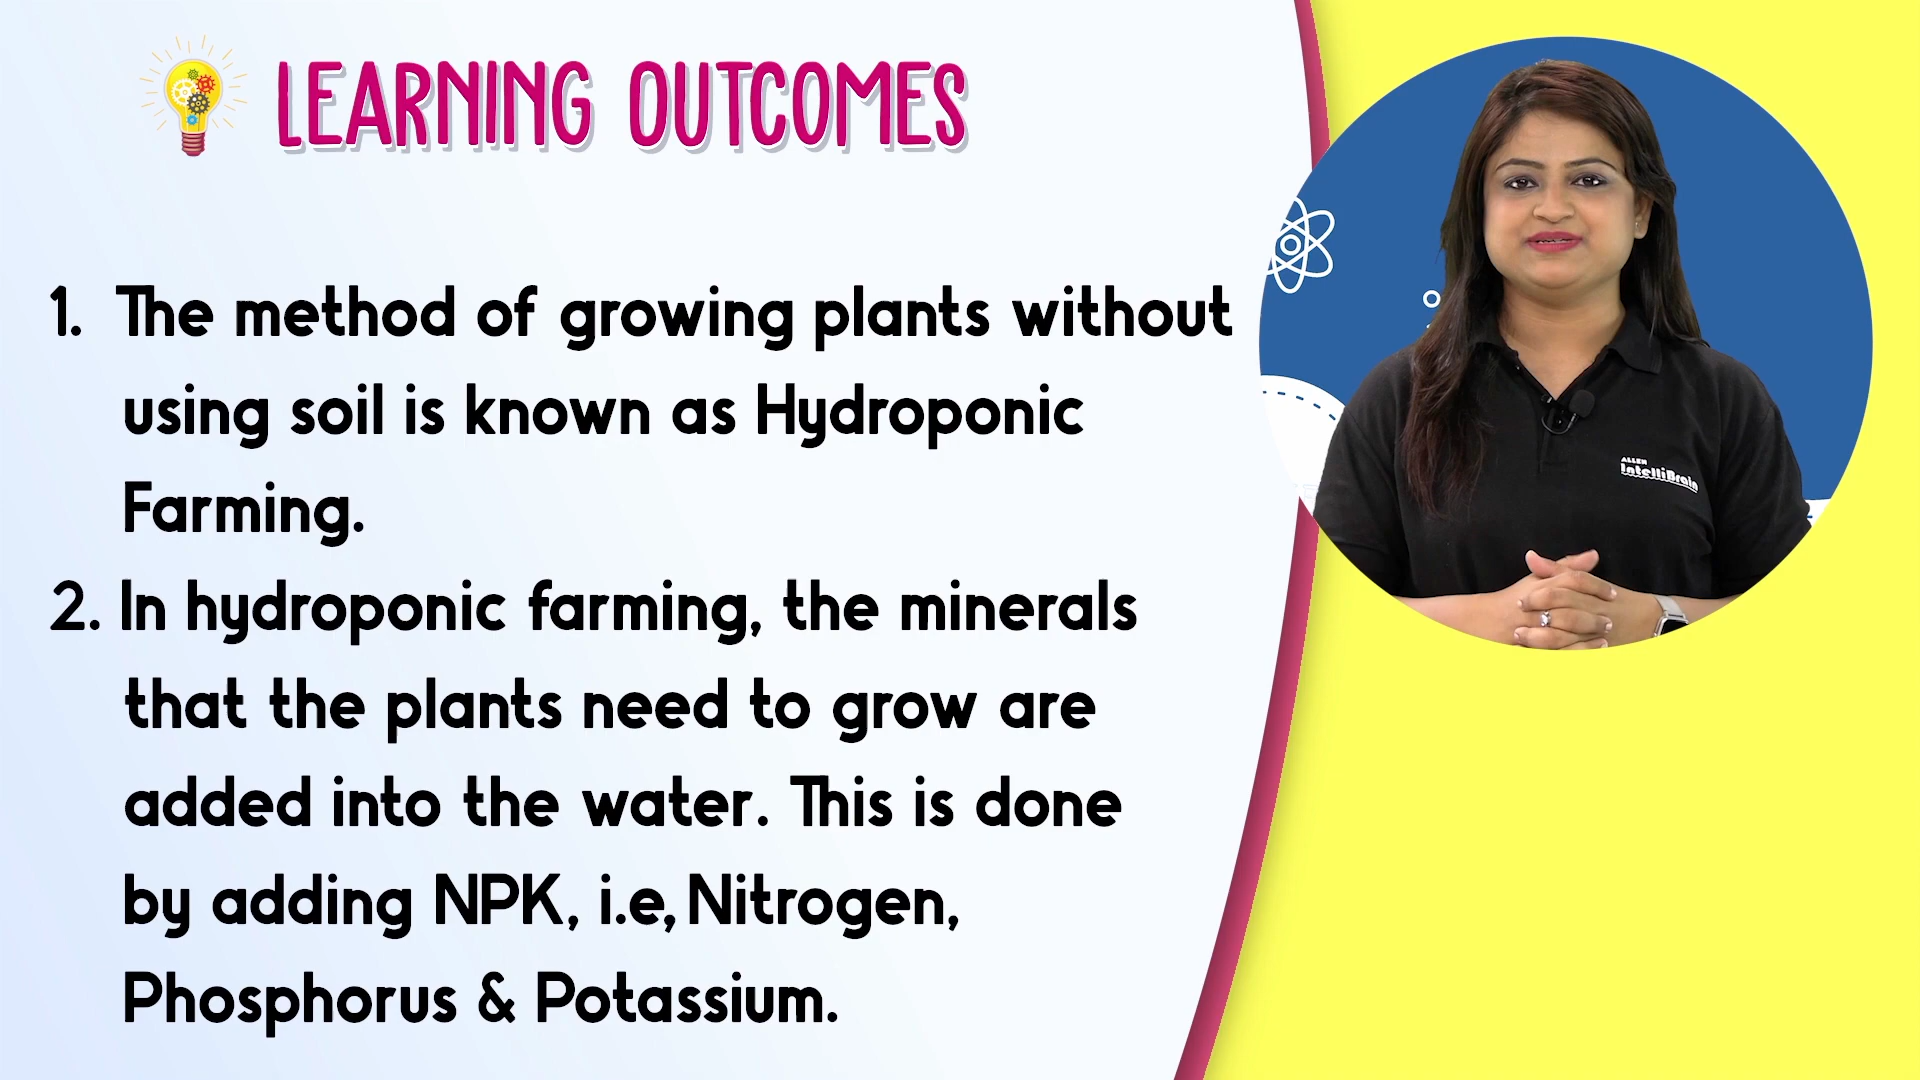 LEARNING OUTCOMES
1. The method of growing plants without
using soil is known as Hydroponic
Farming.
2. In hydroponic farming, the minerals
that the plants need to grow are
added into the water. This is done
by adding NPK, i.e, Nitrogen,
Phosphorus & Potassium.
ALLEN
IntelliBrain